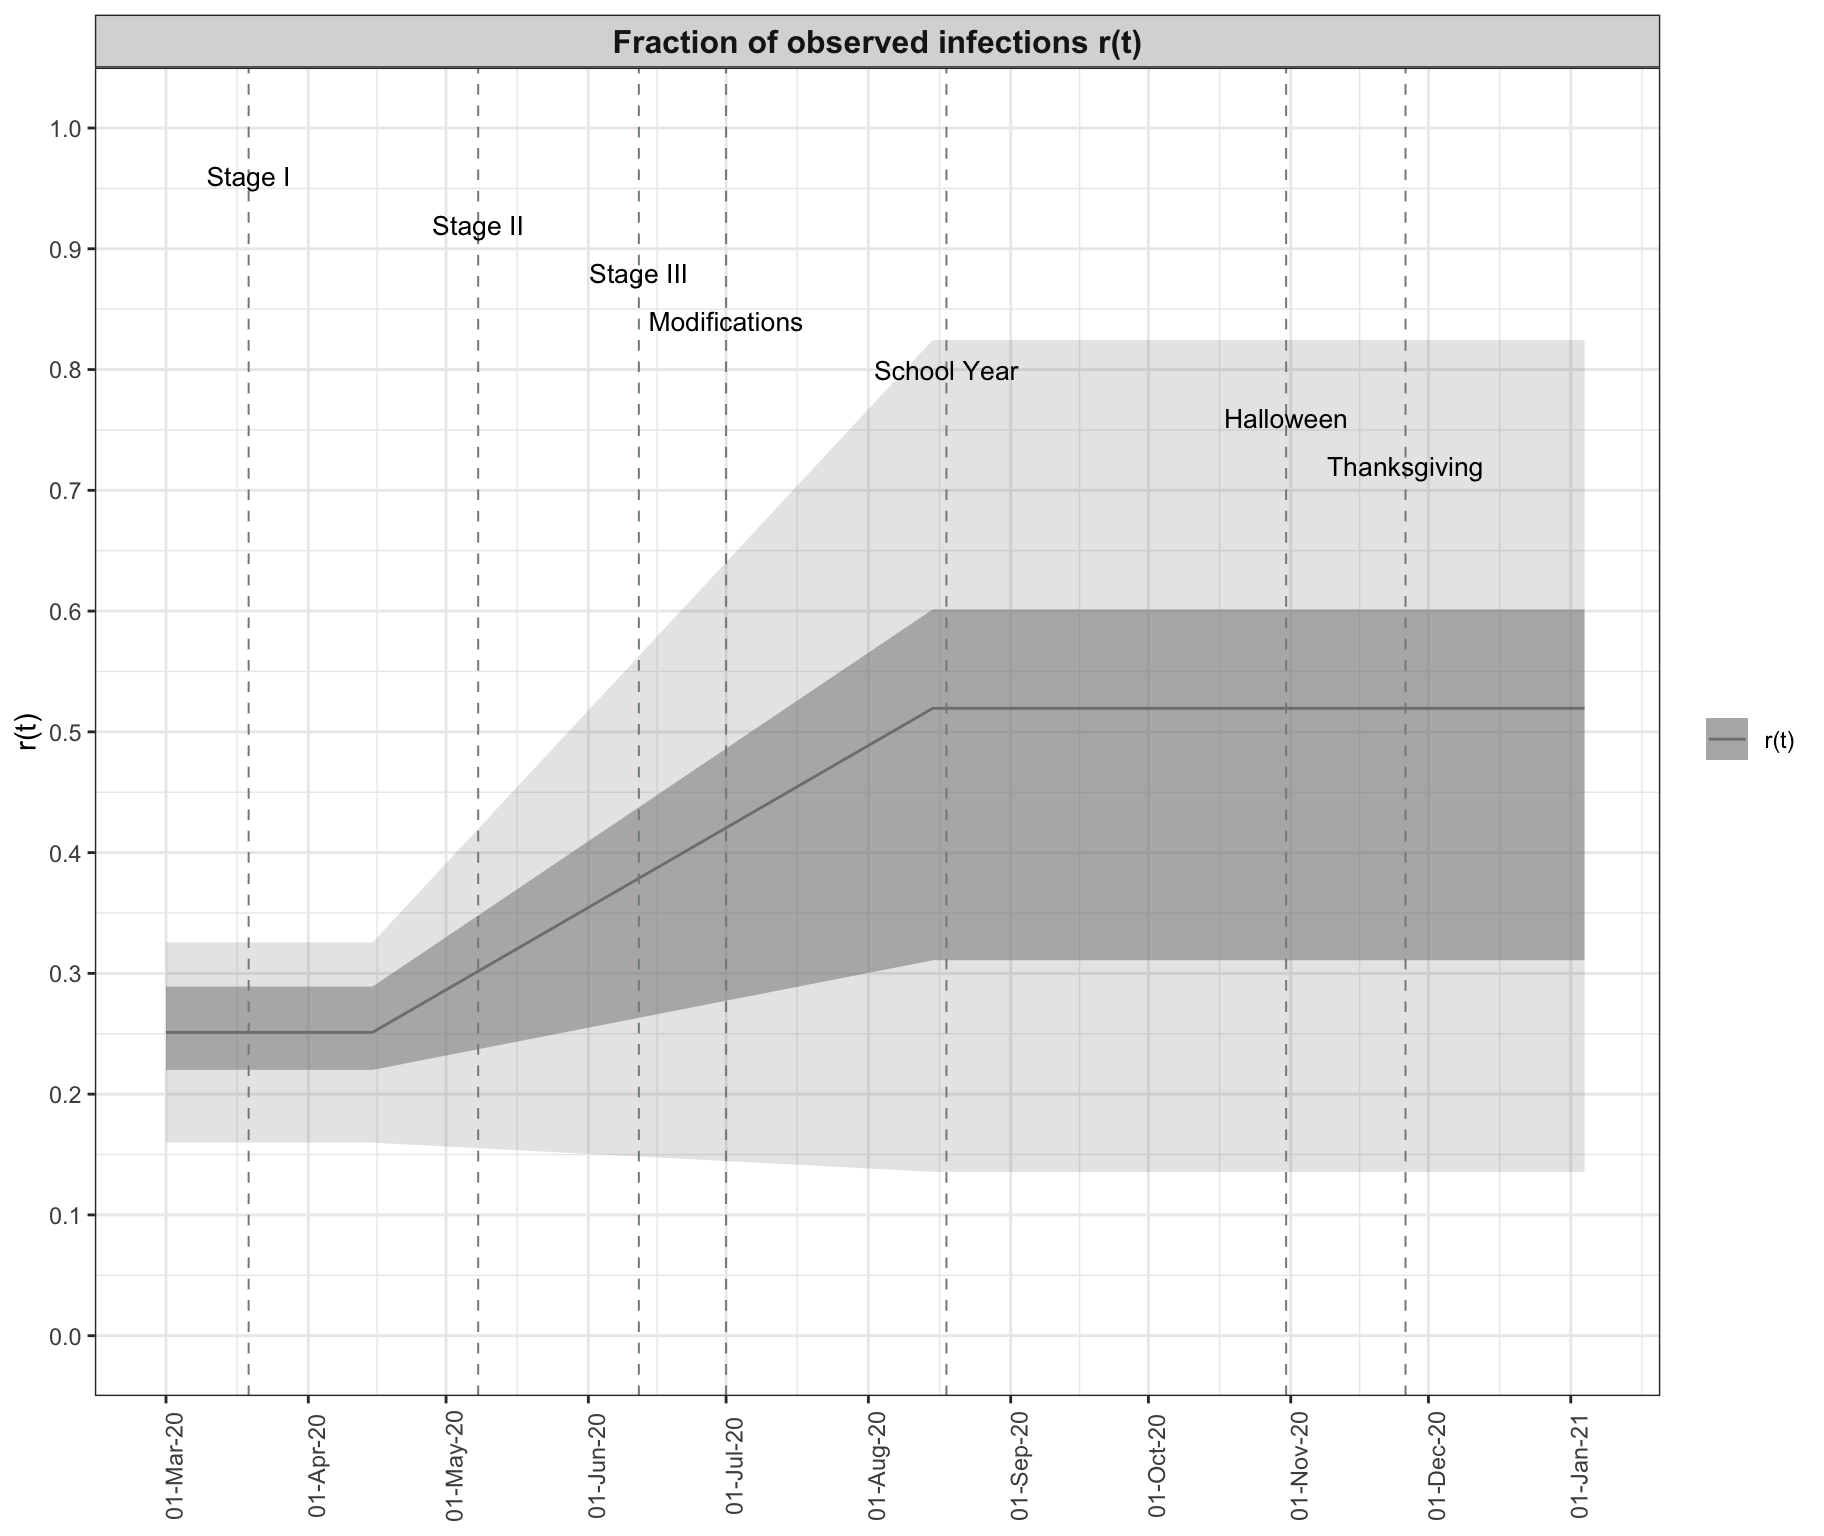 Fraction of observed infections r(t)
1.0
0.9
0.8
0.7
0.6
0.5
0.4
0.3
0.2
0.1
0.0
r(t)
Stage I
Stage II
Stage III
Modifications
School Year
Halloween
Thanksgiving
r(t)
01-Mar-20
01-Apr-20
01-May-20
01-Jun-20
01-Jul-20
01-Aug-20
01-Sep-20
01-Oct-20
01-Nov-20
01-Dec-20
01-Jan-21